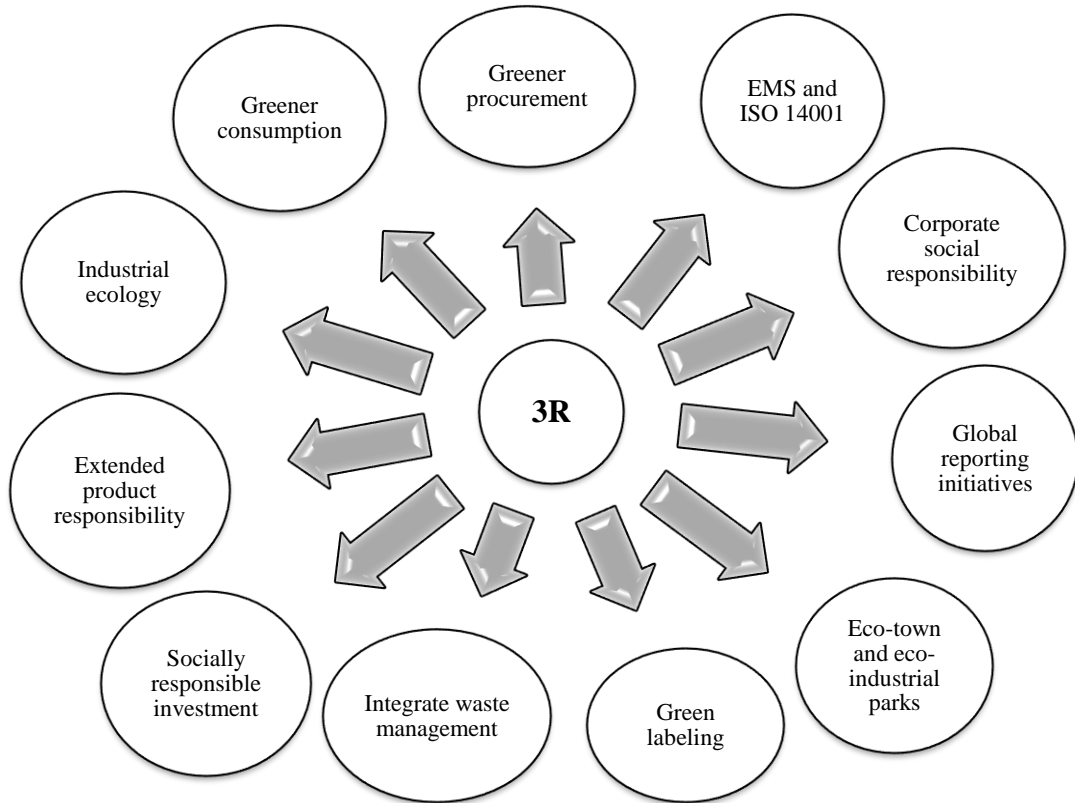 Greener
procurement
EMS and
ISO 14001
Greener
consumption
Corporate
social
responsibility
Industrial
ecology
3R
Global
reporting
initiatives
Extended
product
responsibility
Eco-town
and eco-
industrial
parks
Socially
responsible
investment
Integrate waste
management
Green
labeling